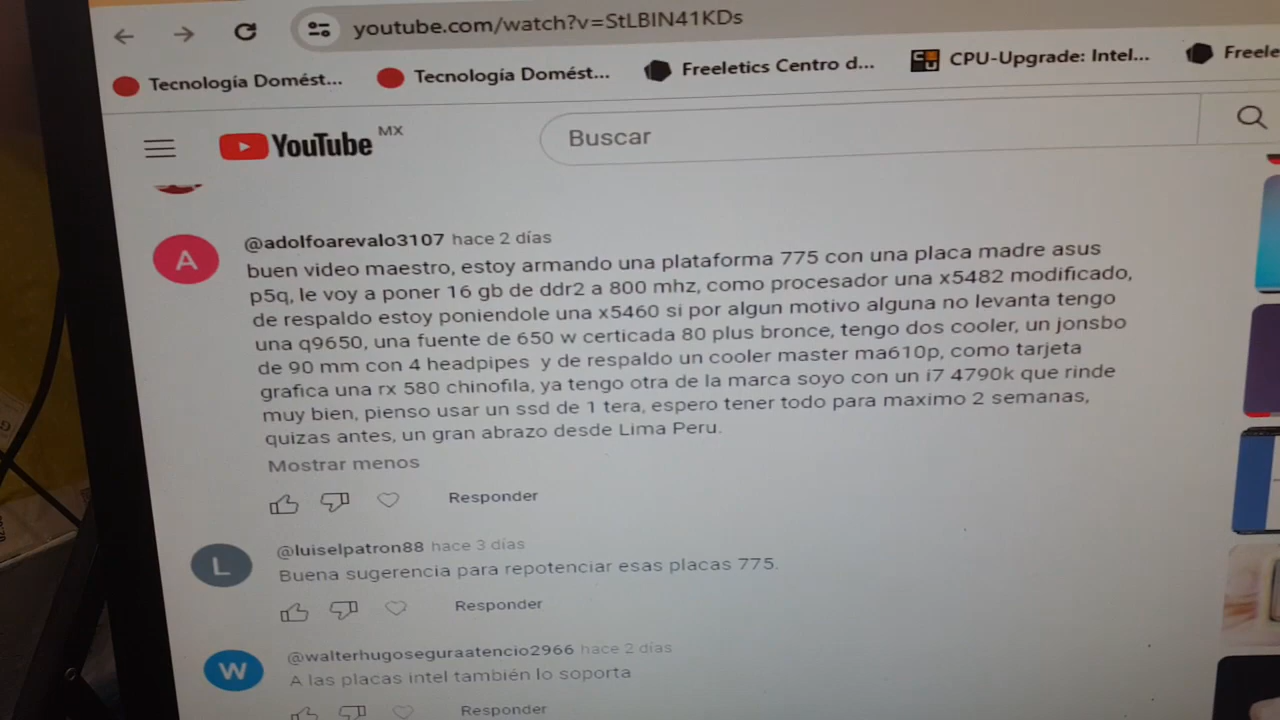 youtube.com/watch?v=StLBIN41KDs
Tecnología Domést... Tecnología Domést... Freeletics Centro d... CPU-Upgrade: Intel... Freele
YouTube MX Buscar
A @adolfoarevalo3107 hace 2 días
buen video maestro, estoy armando una plataforma 775 con una placa madre asus
p5q, le voy a poner 16 gb de ddr2 a 800 mhz, como procesador una x5482 modificado,
de respaldo estoy poniendole una x5460 si por algun motivo alguna no levanta tengo
una q9650, una fuente de 650 w certicada 80 plus bronce, tengo dos cooler, un jonsbo
de 90 mm con 4 headpipes y de respaldo un cooler master ma610p, como tarjeta
grafica una rx 580 chinofila, ya tengo otra de la marca soyo con un i7 4790k que rinde
muy bien, pienso usar un ssd de 1 tera, espero tener todo para maximo 2 semanas,
quizas antes, un gran abrazo desde Lima Peru.
Mostrar menos
Responder
L @luiselpatron88 hace 3 días
Buena sugerencia para repotenciar esas placas 775.
Responder
W @walterhugoseguraatencio2966 hace 2 días
A las placas intel también lo soporta
Responder